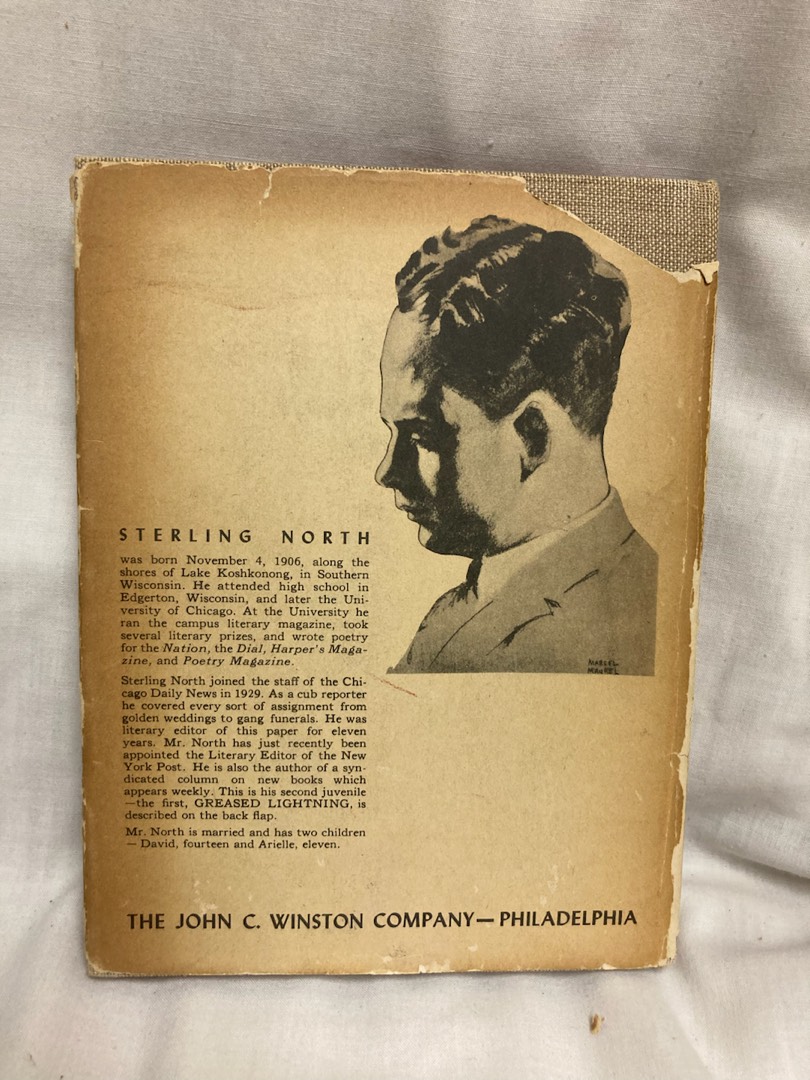 STERLING NORTH
was born November 4, 1906, along the
shores of Lake Koshkonong, in Southern
Wisconsin. He attended high school in
Edgerton, Wisconsin, and later the Uni-
versity of Chicago. At the University he
ran the campus literary magazine, took
several literary prizes, and wrote poetry
for the Nation, the Dial, Harper's Maga-
zine, and Poetry Magazine.
Sterling North joined the staff of the Chi-
cago Daily News in 1929. As a cub reporter
he covered every sort of assignment from
golden weddings to gang funerals. He was
literary editor of this paper for eleven
years. Mr. North has just recently been
appointed the Literary Editor of the New
York Post. He is also the author of a syn-
dicated column on new books which
appears weekly. This is his second juvenile
—the first, GREASED LIGHTNING, is
described on the back flap.
Mr. North is married and has two children
— David, fourteen and Arielle, eleven.
MARCEL
THE JOHN C. WINSTON COMPANY—PHILADELPHIA